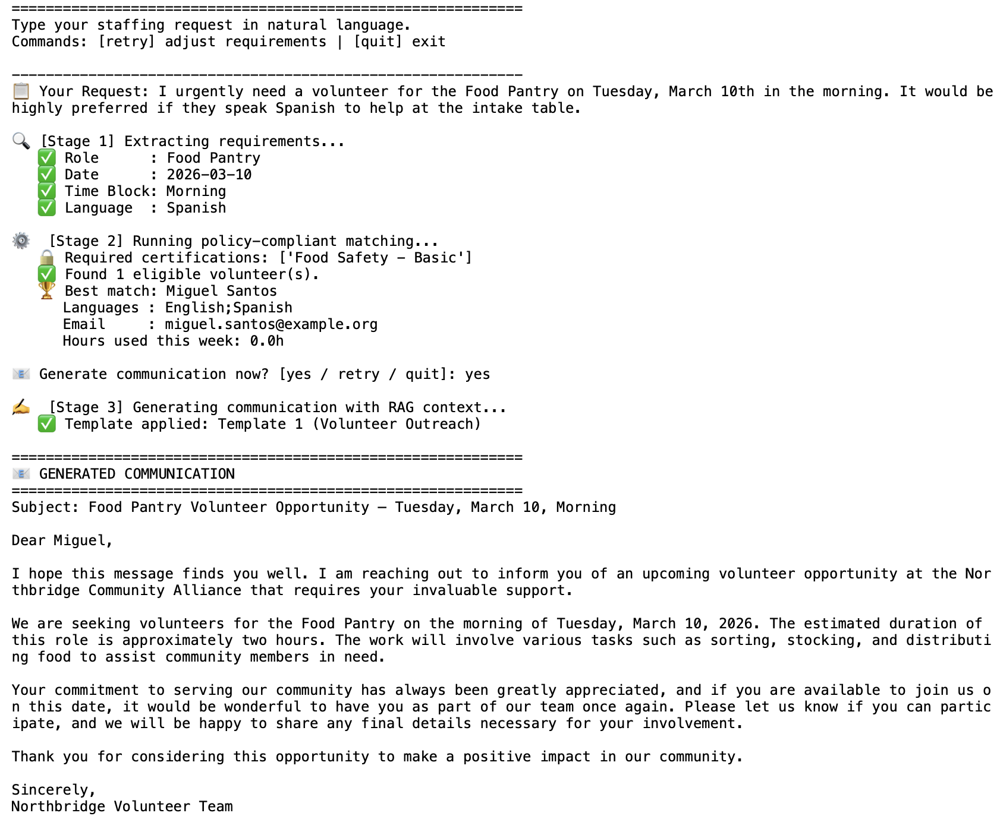 ============================================================
Type your staffing request in natural language.
Commands: [retry] adjust requirements | [quit] exit
------------------------------------------------------------
📋 Your Request: I urgently need a volunteer for the Food Pantry on Tuesday, March 10th in the morning. It would be
highly preferred if they speak Spanish to help at the intake table.
🔍 [Stage 1] Extracting requirements...
✅ Role      : Food Pantry
✅ Date      : 2026-03-10
✅ Time Block: Morning
✅ Language  : Spanish
⚙️  [Stage 2] Running policy-compliant matching...
🔒 Required certifications: ['Food Safety - Basic']
✅ Found 1 eligible volunteer(s).
🏆 Best match: Miguel Santos
Languages : English;Spanish
Email     : miguel.santos@example.org
Hours used this week: 0.0h
📧 Generate communication now? [yes / retry / quit]: yes
✍️  [Stage 3] Generating communication with RAG context...
✅ Template applied: Template 1 (Volunteer Outreach)
============================================================
📧 GENERATED COMMUNICATION
============================================================
Subject: Food Pantry Volunteer Opportunity – Tuesday, March 10, Morning
Dear Miguel,
I hope this message finds you well. I am reaching out to inform you of an upcoming volunteer opportunity at the Nor
thbridge Community Alliance that requires your invaluable support.
We are seeking volunteers for the Food Pantry on the morning of Tuesday, March 10, 2026. The estimated duration of
this role is approximately two hours. The work will involve various tasks such as sorting, stocking, and distributi
ng food to assist community members in need.
Your commitment to serving our community has always been greatly appreciated, and if you are available to join us o
n this date, it would be wonderful to have you as part of our team once again. Please let us know if you can partic
ipate, and we will be happy to share any final details necessary for your involvement.
Thank you for considering this opportunity to make a positive impact in our community.
Sincerely,
Northbridge Volunteer Team